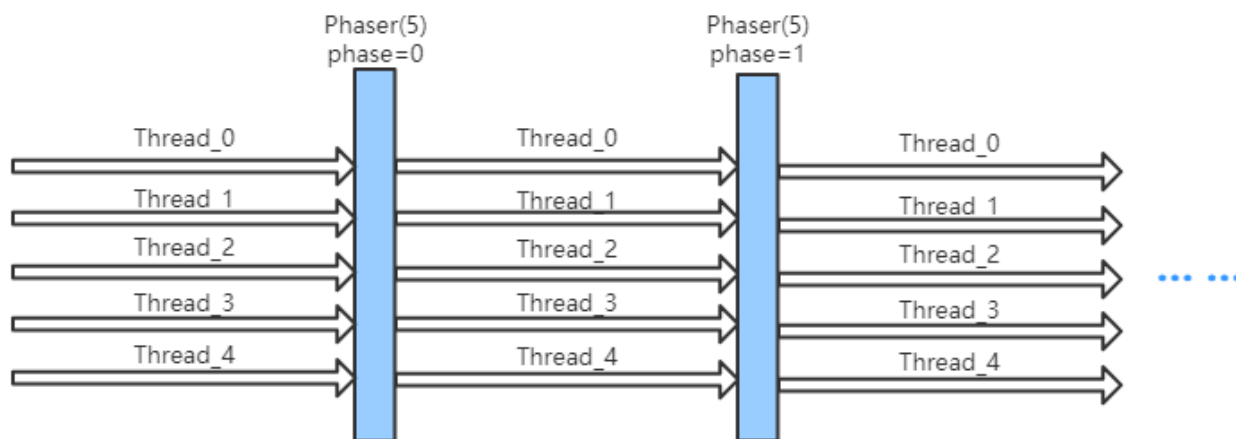 Phaser(5)
phase=0
Phaser(5)
phase=1
Thread_0
Thread_0
Thread_0
Thread_1
Thread_1
Thread_1
Thread_2
Thread_2
Thread_2
Thread_3
Thread_3
Thread_3
Thread_4
Thread_4
Thread_4